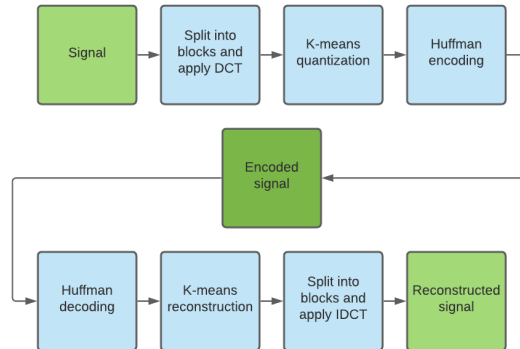 Signal
Split into
blocks and
apply DCT
K-means
quantization
Huffman
encoding
Encoded
signal
Huffman
decoding
K-means
reconstruction
Split into
blocks and
apply IDCT
Reconstructed
signal